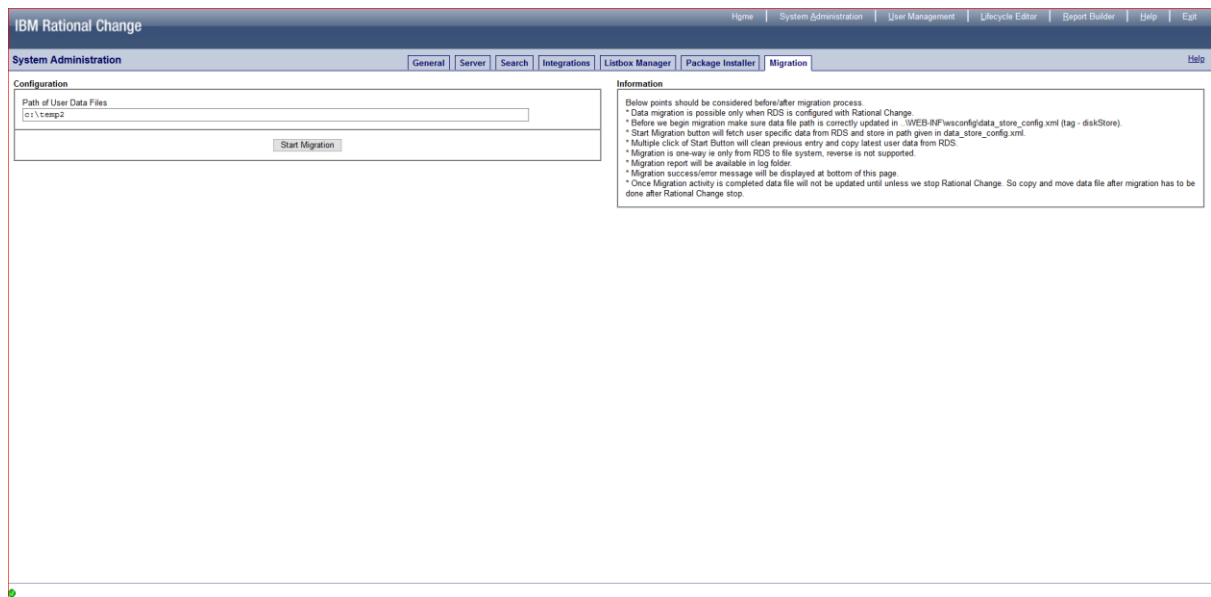 IBM Rational Change
Home System Administration User Management Lifecycle Editor Report Builder Help Exit
System Administration
General Server Search Integrations Listbox Manager Package Installer Migration
Help
Configuration
Path of User Data Files
c:\temp2
Start Migration
Information
Below points should be considered before/after migration process.
* Data migration is possible only when RDS is configured with Rational Change.
* Before we begin migration make sure data file path is correctly updated in ..\WEB-INF\wsconfig\data_store_config.xml (tag - diskStore).
* Start Migration button will fetch user specific data from RDS and store in path given in data_store_config.xml.
* Multiple click of Start Button will clean previous entry and copy latest user data from RDS.
* Migration is one-way ie only from RDS to file system, reverse is not supported.
* Migration report will be available in log folder.
* Migration success/error message will be displayed at bottom of this page.
* Once Migration activity is completed data file will not be updated until unless we stop Rational Change. So copy and move data file after migration has to be
done after Rational Change stop.